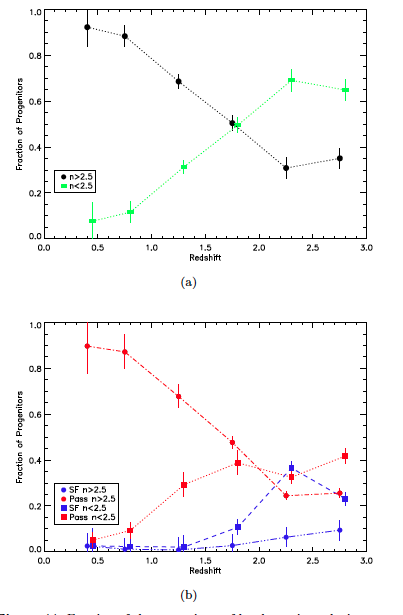 1.0
0.8
0.6
0.4
0.2
0.0
Fraction of Progenitors
n>2.5
n<2.5
0.0 0.5 1.0 1.5 2.0 2.5 3.0
Redshift
(a)
1.0
0.8
0.6
0.4
0.2
0.0
Fraction of Progenitors
SF n>2.5
Pass n>2.5
SF n<2.5
Pass n<2.5
0.0 0.5 1.0 1.5 2.0 2.5 3.0
Redshift
(b)